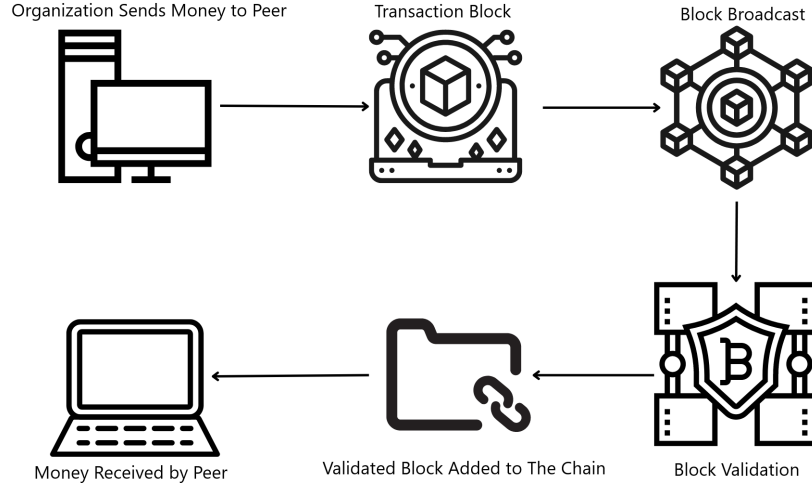 Organization Sends Money to Peer
Transaction Block
Block Broadcast
B
Block Validation
Validated Block Added to The Chain
Money Received by Peer